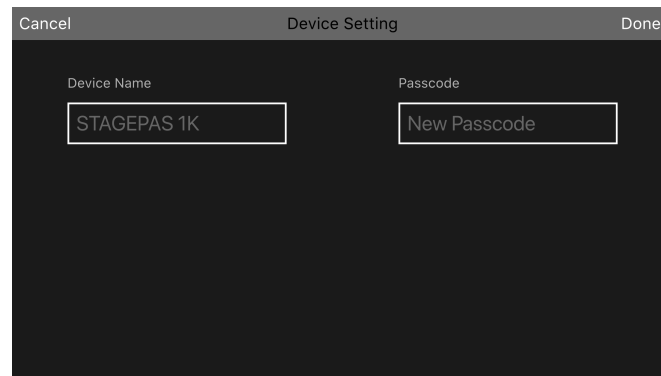 Cancel Device Setting Done
Device Name Passcode
STAGEPAS 1K New Passcode